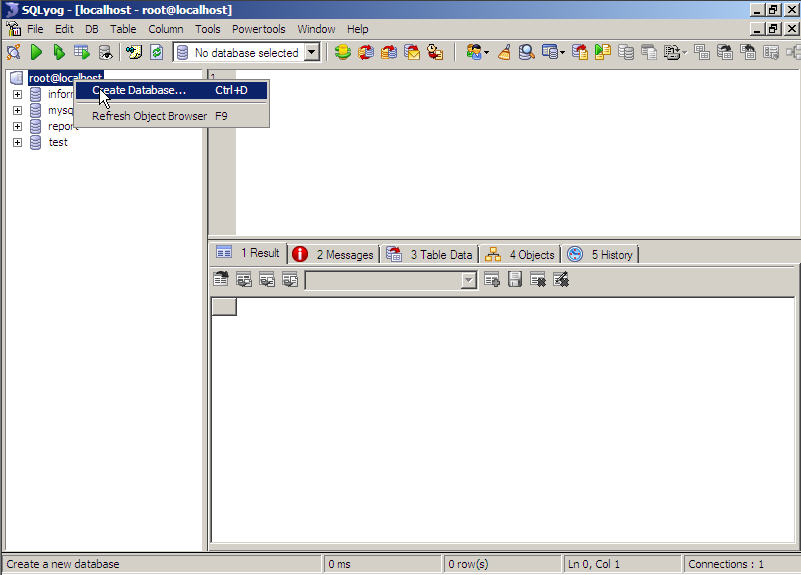 SQLyog - [localhost - root@localhost]
File Edit DB Table Column Tools Powertools Window Help
No database selected
root@localhost
1
Create Database... Ctrl+D
Refresh Object Browser F9
infor
mysq
report
test
1 Result 2 Messages 3 Table Data 4 Objects 5 History
Create a new database 0 ms 0 row(s) Ln 0, Col 1 Connections : 1